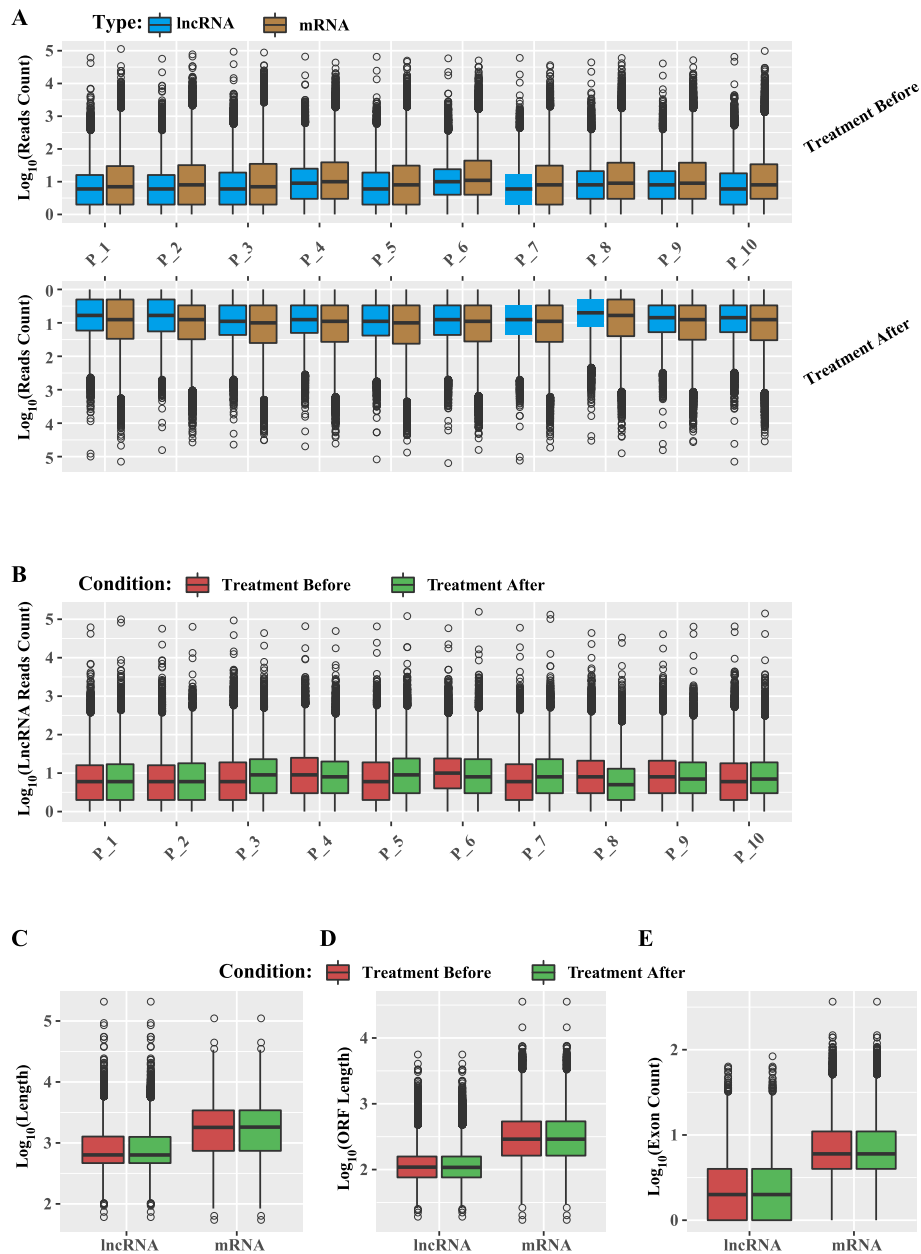 A
Type: lncRNA mRNA
Log10(Reads Count)
5
4
3
2
1
0
Treatment Before
P_1 P_2 P_3 P_4 P_5 P_6 P_7 P_8 P_9 P_10
Log10(Reads Count)
0
1
2
3
4
5
Treatment After
B
Condition: Treatment Before Treatment After
Log10(LncRNA Reads Count)
5
4
3
2
1
0
P_1 P_2 P_3 P_4 P_5 P_6 P_7 P_8 P_9 P_10
C D E
Condition: Treatment Before Treatment After
Log10(Length)
5
4
3
2
lncRNA mRNA
Log10(ORF Length)
4
3
2
lncRNA mRNA
Log10(Exon Count)
2
1
0
lncRNA mRNA